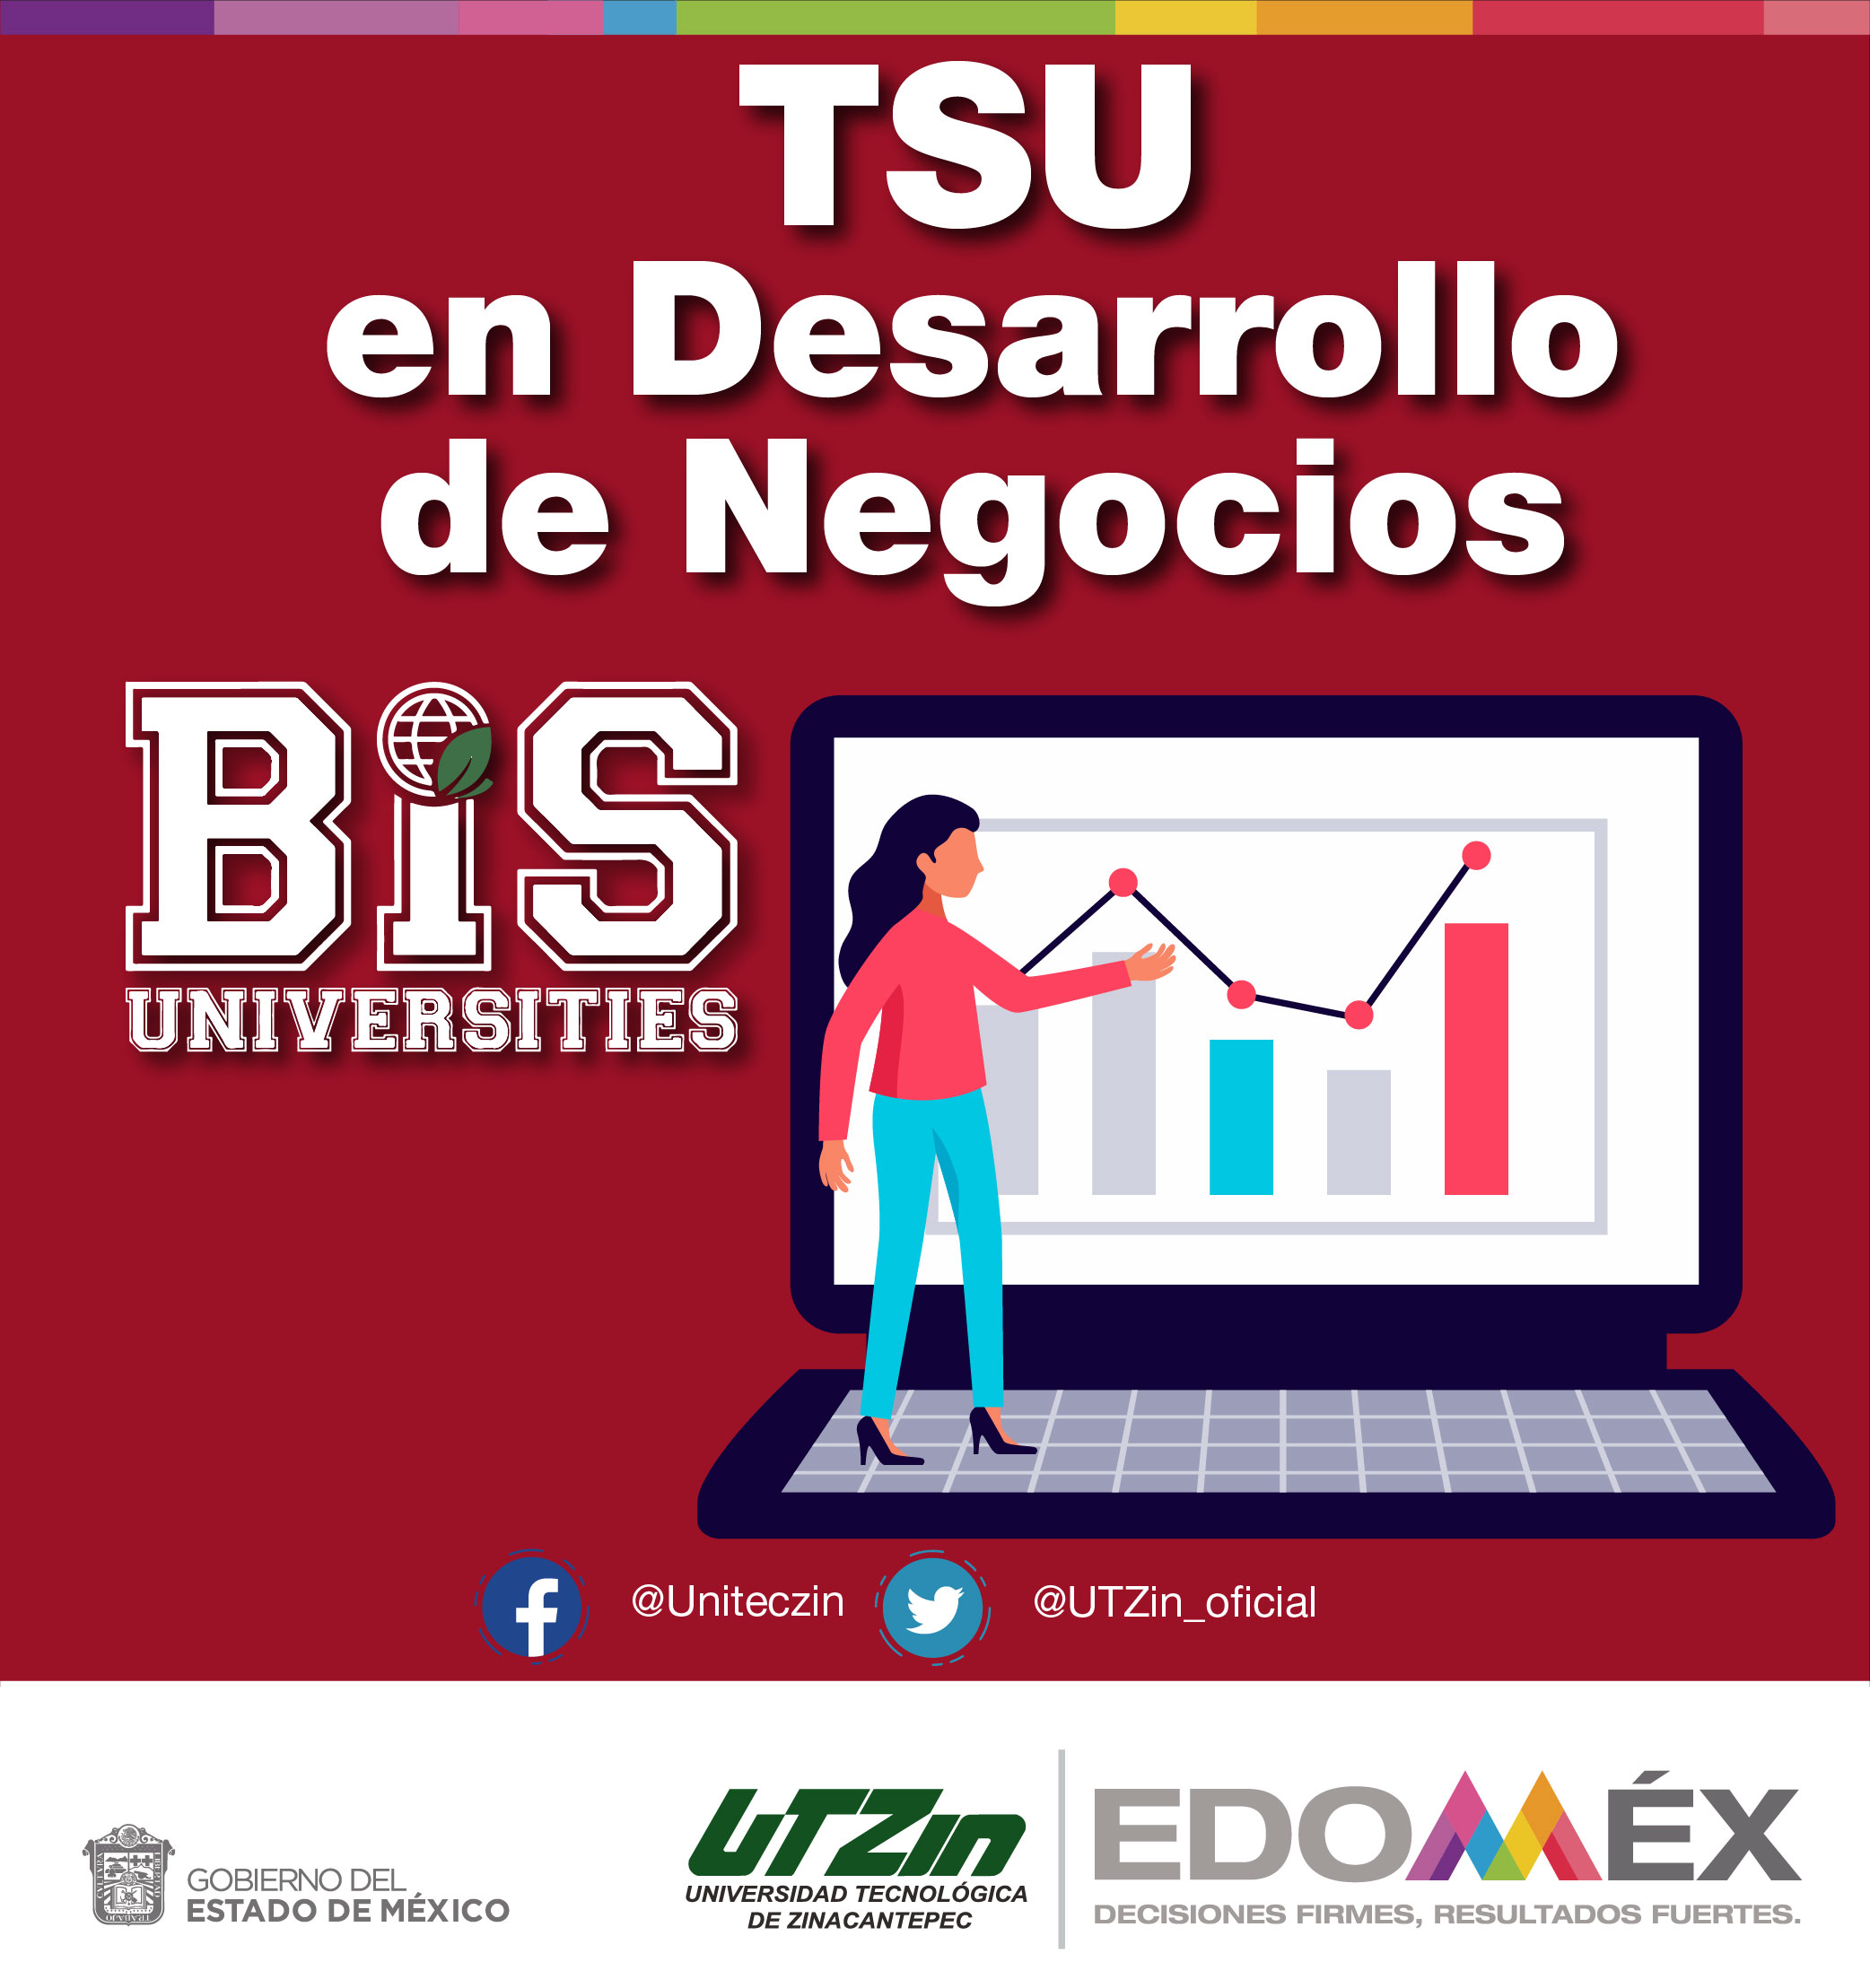 TSU
en Desarrollo
de Negocios
BiS
UNIVERSITIES
@Uniteczin
@UTZin_oficial
GOBIERNO DEL
ESTADO DE MÉXICO
UTZin
UNIVERSIDAD TECNOLÓGICA
DE ZINACANTEPEC
EDOMÉX
DECISIONES FIRMES, RESULTADOS FUERTES.